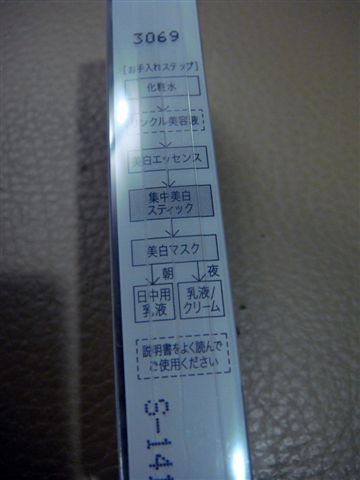 3069
[お手入れステップ]
化粧水
リンクル美容液
美白エッセンス
集中美白
スティック
美白マスク
朝 夜
日中用
乳液
乳液/
クリーム
説明書をよく読んで
ご使用ください
S-141